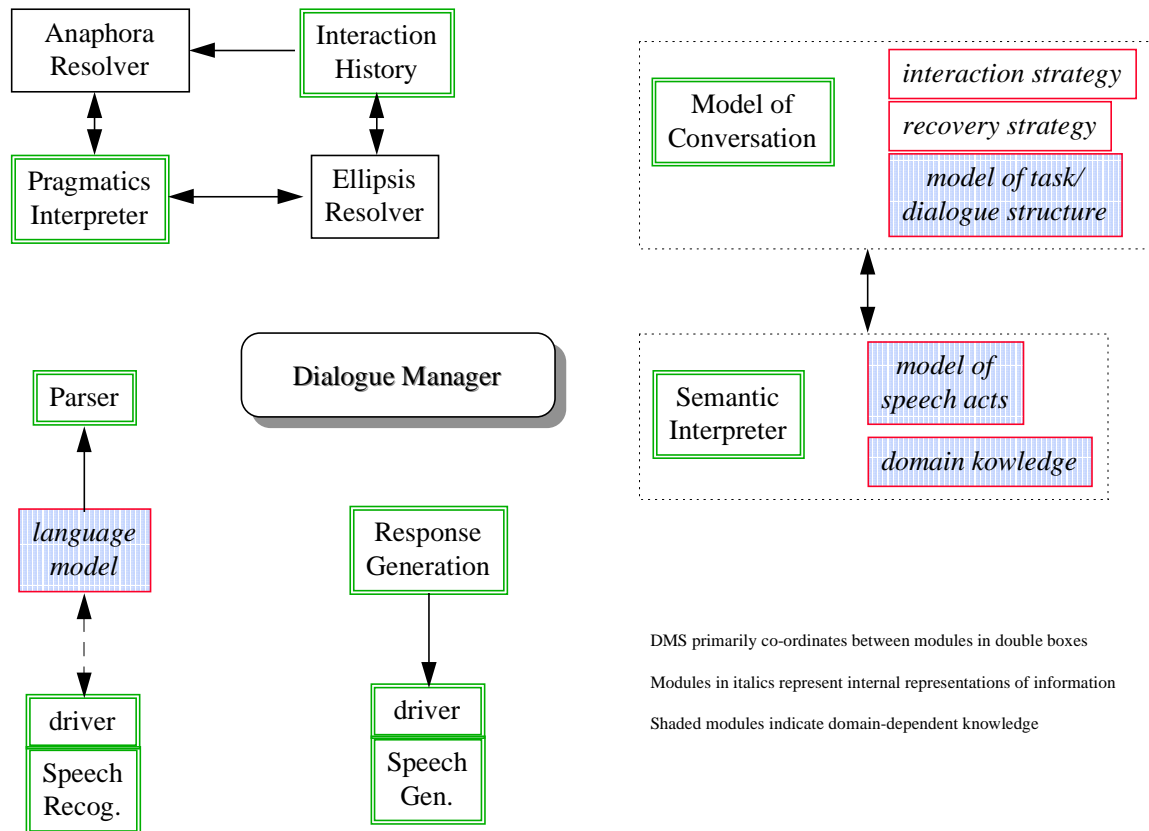 Anaphora
Resolver
Interaction
History
Pragmatics
Interpreter
Ellipsis
Resolver
Model of
Conversation
interaction strategy
recovery strategy
model of task/
dialogue structure
Dialogue Manager
Semantic
Interpreter
model of
speech acts
domain kowledge
Parser
language
model
driver
Speech
Recog.
Response
Generation
driver
Speech
Gen.
DMS primarily co-ordinates between modules in double boxes
Modules in italics represent internal representations of information
Shaded modules indicate domain-dependent knowledge